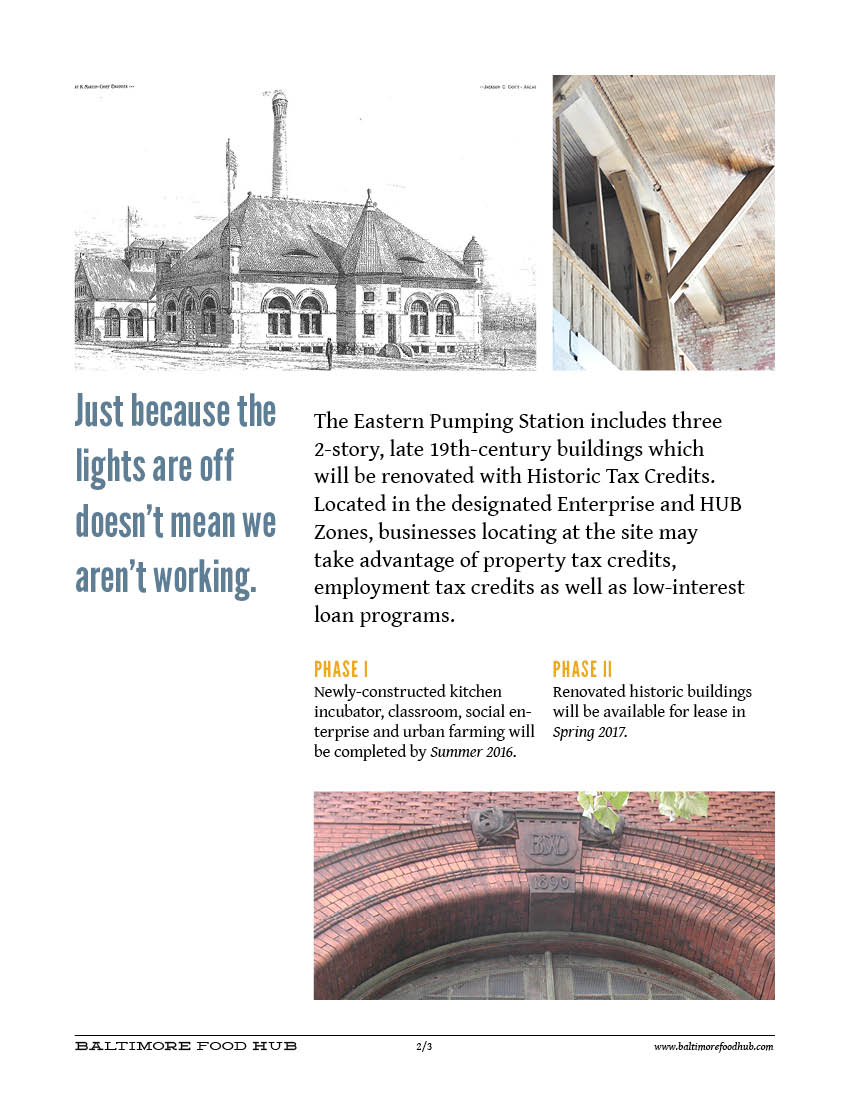 Just because the
lights are off
doesn't mean we
aren't working.
The Eastern Pumping Station includes three
2-story, late 19th-century buildings which
will be renovated with Historic Tax Credits.
Located in the designated Enterprise and HUB
Zones, businesses locating at the site may
take advantage of property tax credits,
employment tax credits as well as low-interest
loan programs.
PHASE I
Newly-constructed kitchen
incubator, classroom, social en-
terprise and urban farming will
be completed by Summer 2016.
PHASE II
Renovated historic buildings
will be available for lease in
Spring 2017.
1890
BALTIMORE FOOD HUB
2/3
www.baltimorefoodhub.com